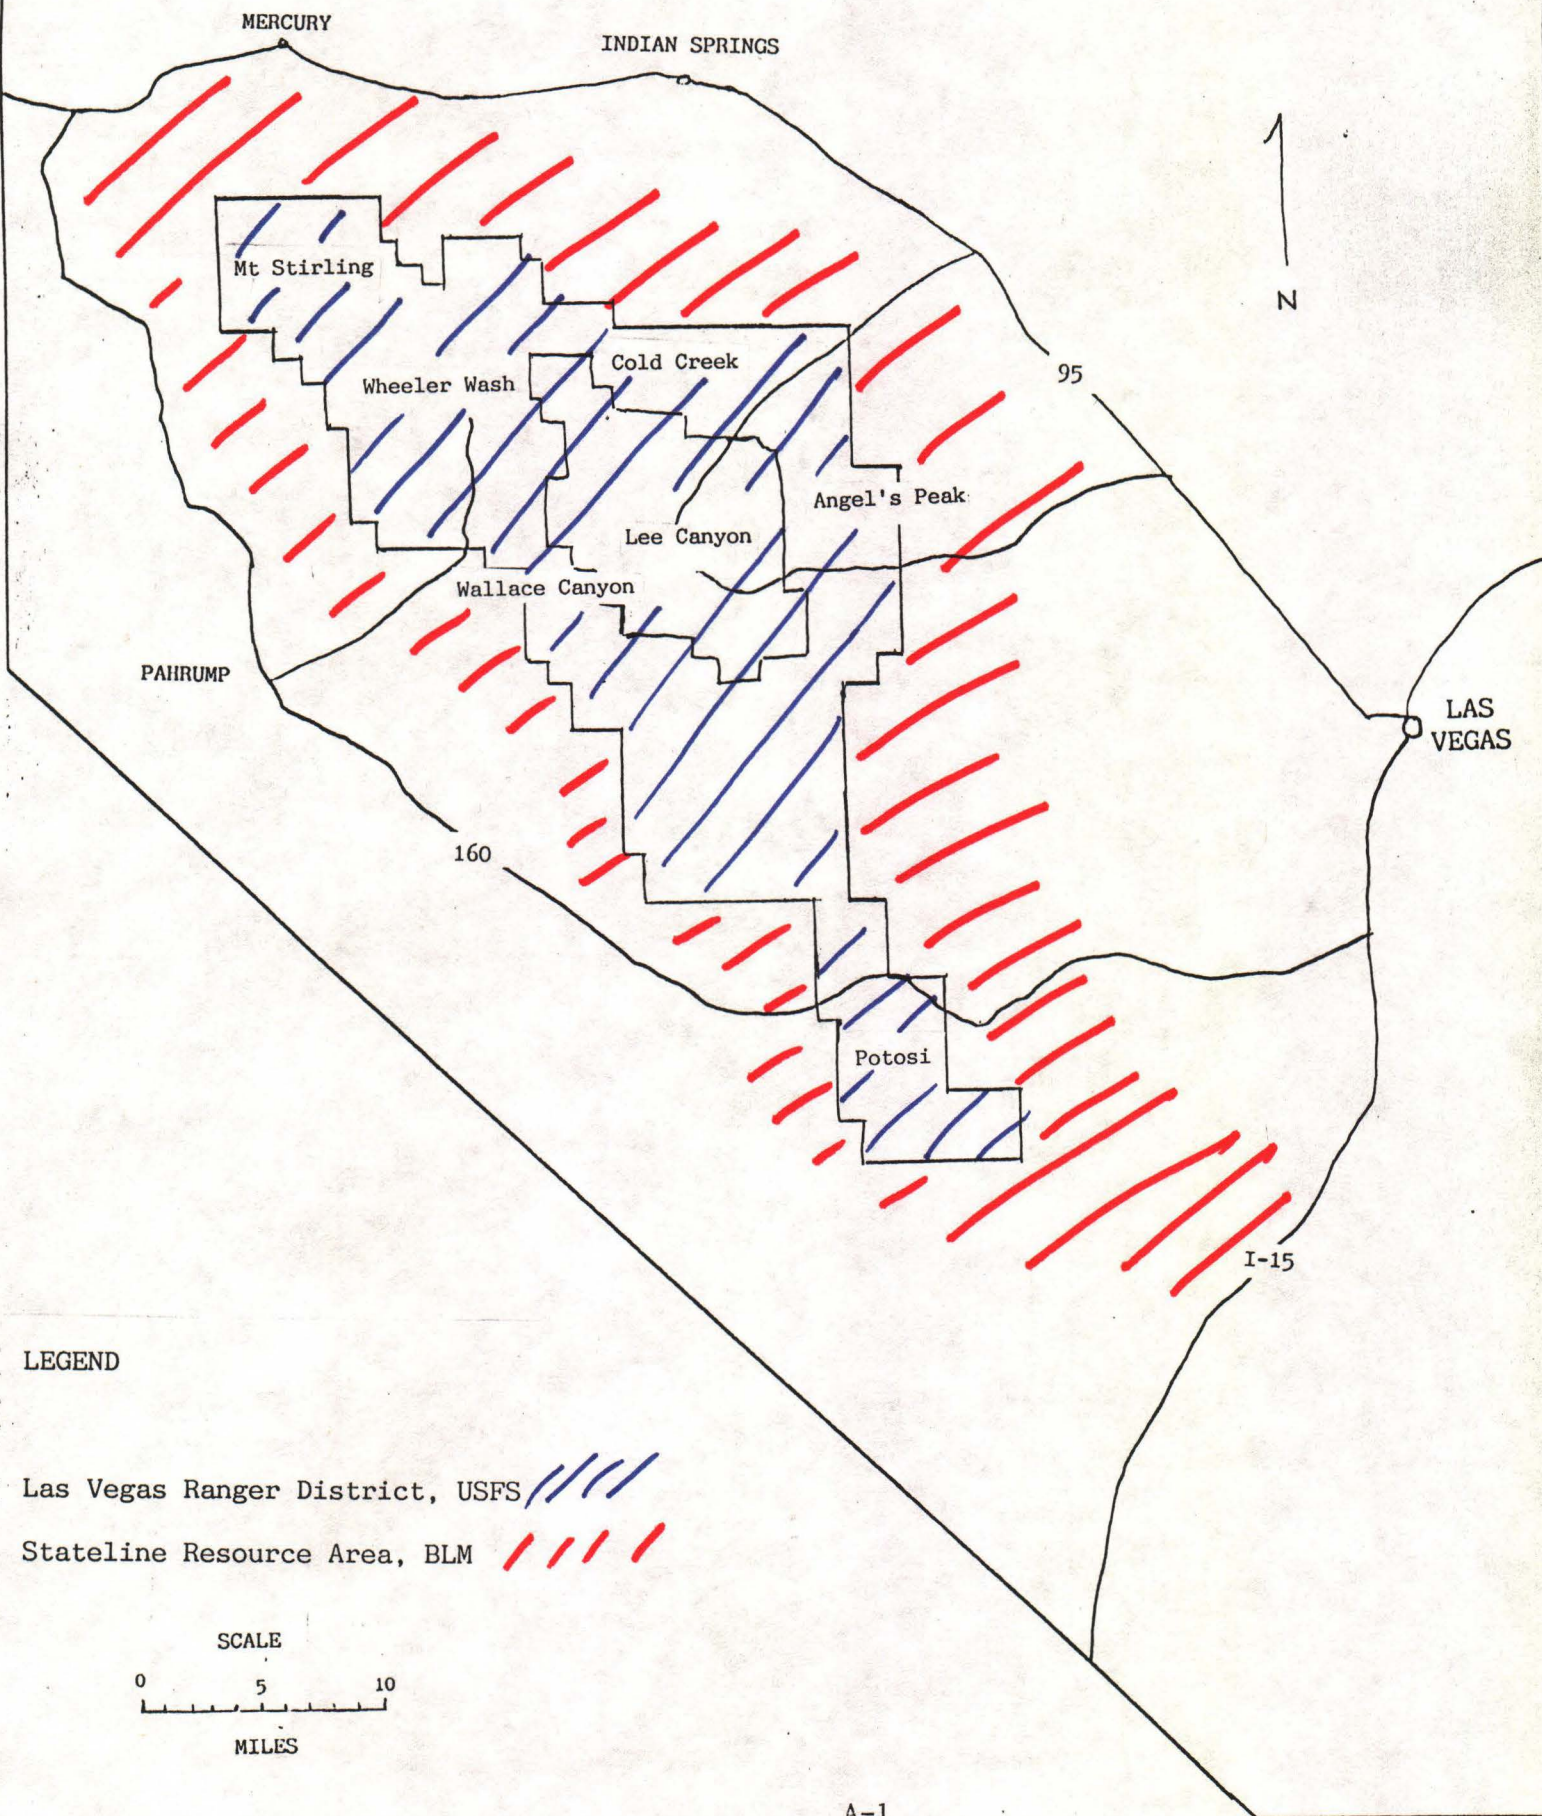 MERCURY
INDIAN SPRINGS
N
Mt Stirling
Cold Creek
95
Wheeler Wash
Angel's Peak
Lee Canyon
Wallace Canyon
PAHRUMP
LAS
VEGAS
160
Potosi
I-15
LEGEND
Las Vegas Ranger District, USFS
Stateline Resource Area, BLM
SCALE
0 5 10
MILES
A-1